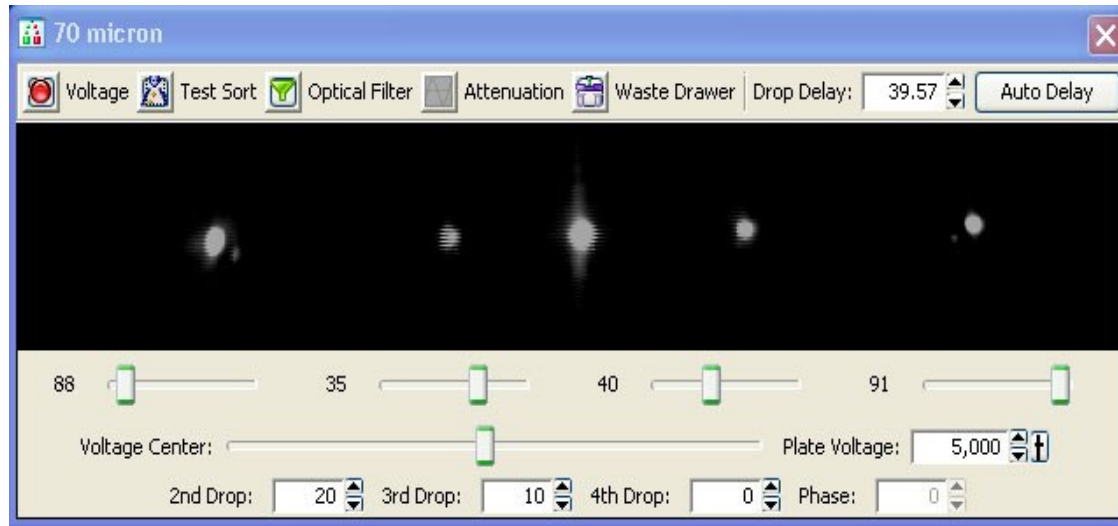 70 micron
Voltage Test Sort Optical Filter Attenuation Waste Drawer Drop Delay: 39.57 Auto Delay
88 35 40 91
Voltage Center: Plate Voltage: 5,000
2nd Drop: 20 3rd Drop: 10 4th Drop: 0 Phase: 0